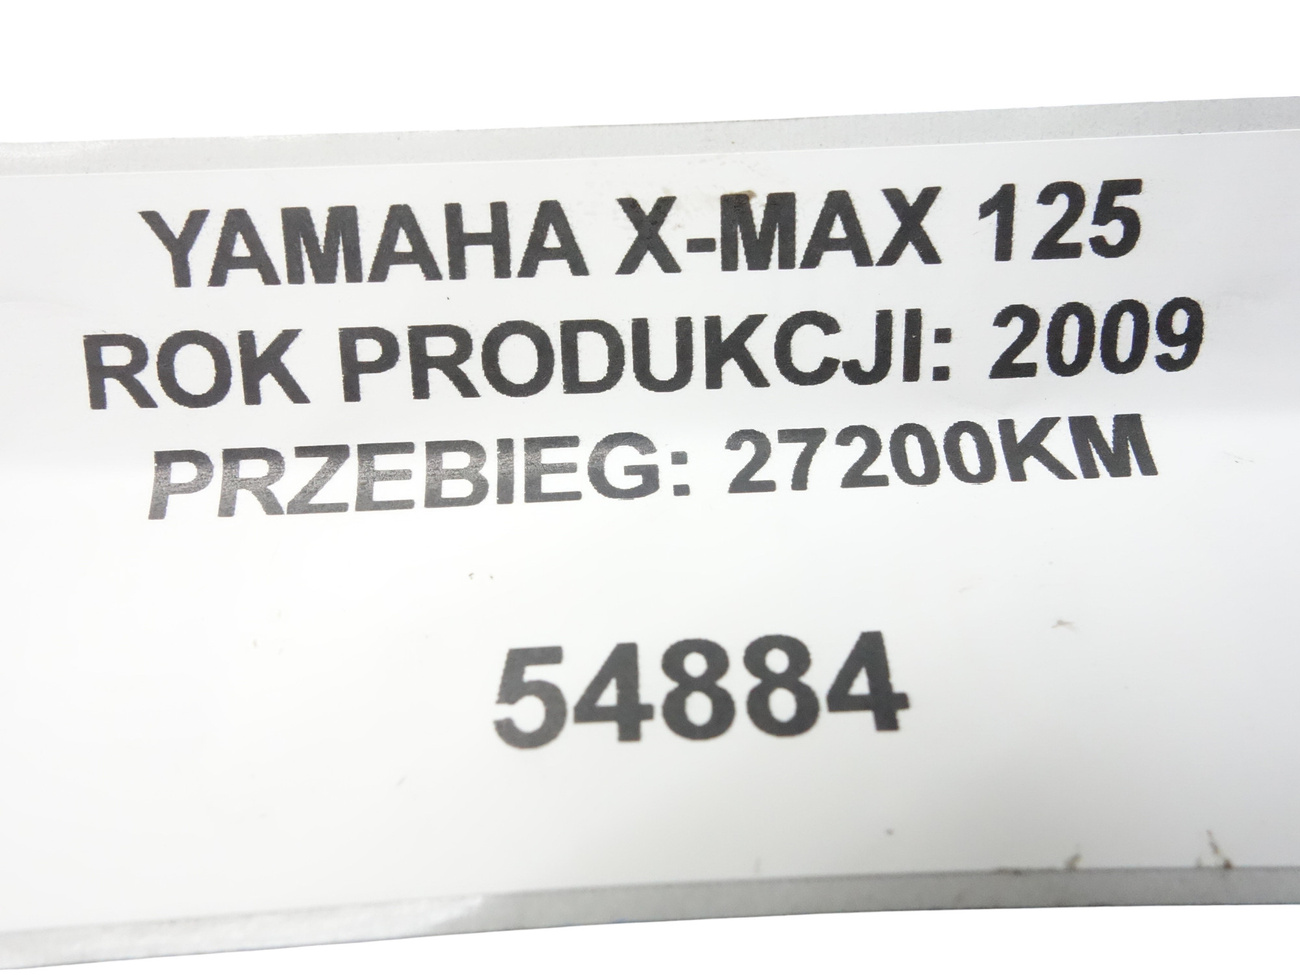 YAMAHA X-MAX 125
ROK PRODUKCJI: 2009
PRZEBIEG: 27200KM
54884